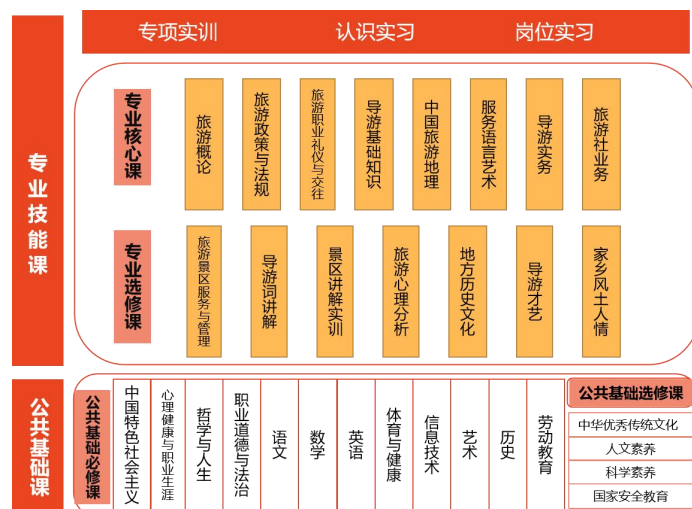 专项实训
认识实习
岗位实习
专业技能课
专业核心课
旅游概论
旅游政策与法规
旅游职业礼仪与交往
导游基础知识
中国旅游地理
服务语言艺术
导游实务
旅游社业务
专业选修课
旅游景区服务与管理
导游词讲解
景区讲解实训
旅游心理分析
地方历史文化
导游才艺
家乡风土人情
公共基础课
公共基础必修课
中国特色社会主义
心理健康与职业生涯
哲学与人生
职业道德与法治
语文
数学
英语
体育与健康
信息技术
艺术
历史
劳动教育
公共基础选修课
中华优秀传统文化
人文素养
科学素养
国家安全教育